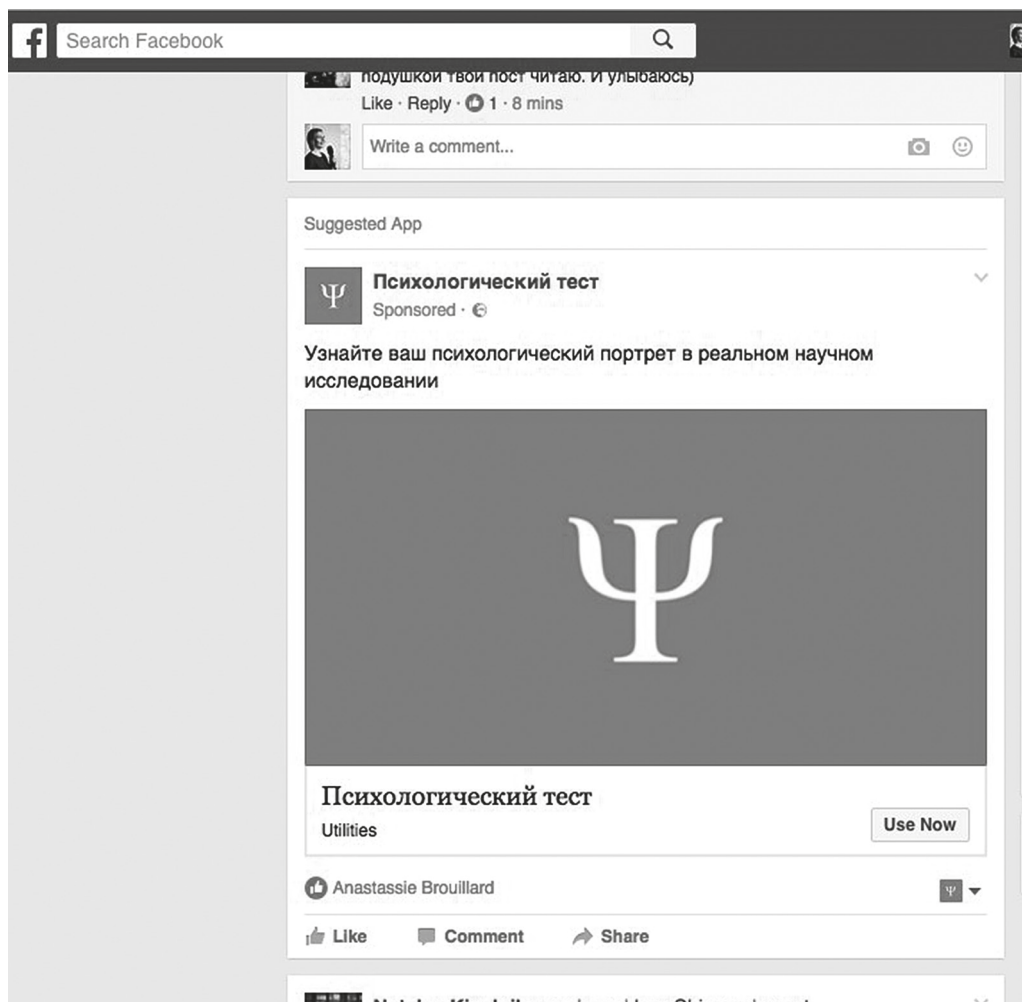 f
Search Facebook
подушкой твой пост читаю. И улыбаюсь)
Like · Reply · 1 · 8 mins
Write a comment...
Suggested App
Ψ
Психологический тест
Sponsored ·
Узнайте ваш психологический портрет в реальном научном
исследовании
Ψ
Психологический тест
Utilities
Use Now
Anastassie Brouillard
Ψ
Like Comment Share